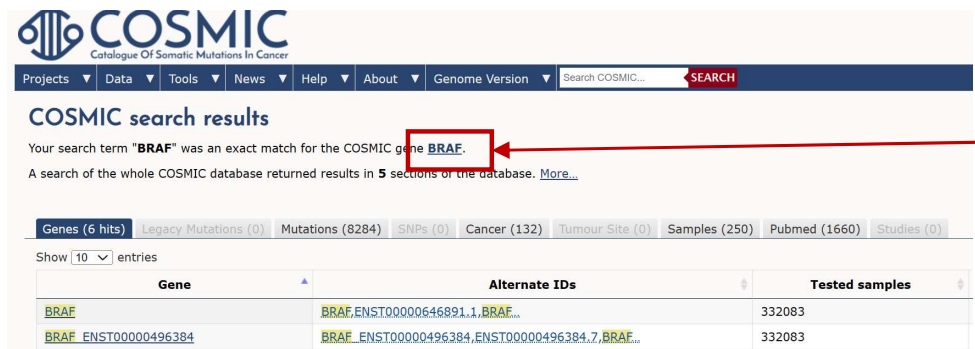 COSMIC
Catalogue Of Somatic Mutations In Cancer
Projects ▼ Data ▼ Tools ▼ News ▼ Help ▼ About ▼ Genome Version ▼ Search COSMIC... SEARCH
COSMIC search results
Your search term "BRAF" was an exact match for the COSMIC gene BRAF.
A search of the whole COSMIC database returned results in 5 sections of the database. More...
Genes (6 hits) Legacy Mutations (0) Mutations (8284) SNPs (0) Cancer (132) Tumour Site (0) Samples (250) Pubmed (1660) Studies (0)
Show 10 entries
Gene Alternate IDs Tested samples
BRAF BRAF,ENST00000646891.1,BRAF... 332083
BRAF_ENST00000496384 BRAF_ENST00000496384,ENST00000496384.7,BRAF... 332083